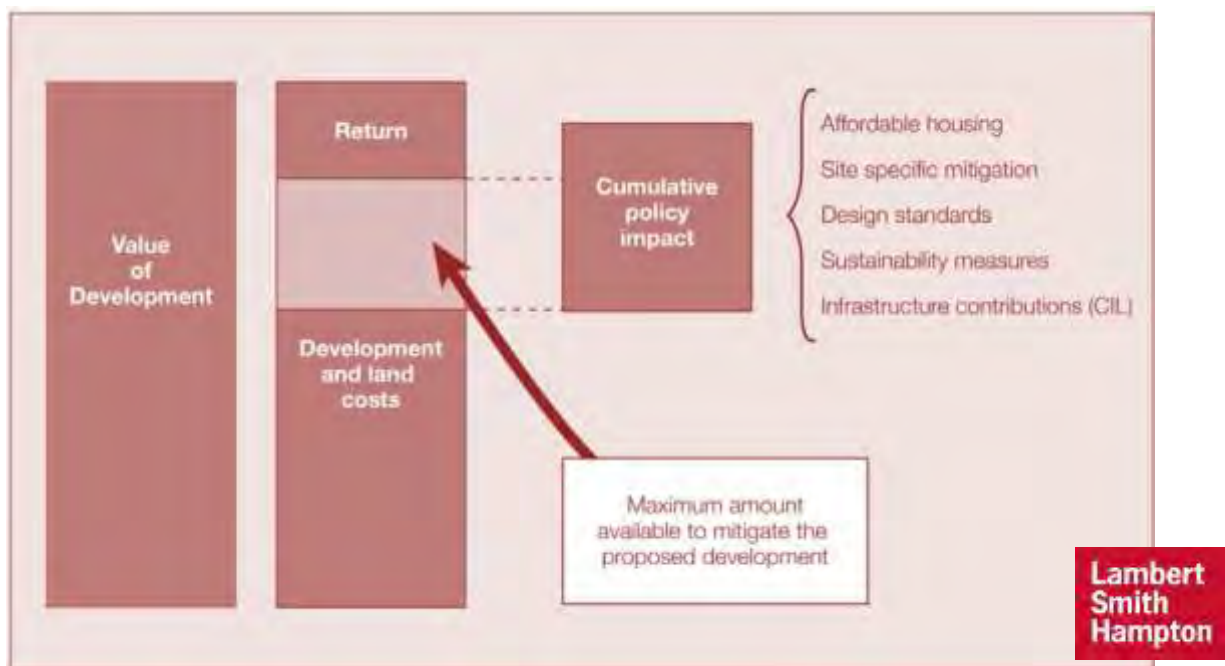 Value
of
Development
Return
Development
and land
costs
Cumulative
policy
impact
Affordable housing
Site specific mitigation
Design standards
Sustainability measures
Infrastructure contributions (CIL)
Maximum amount
available to mitigate the
proposed development
Lambert
Smith
Hampton